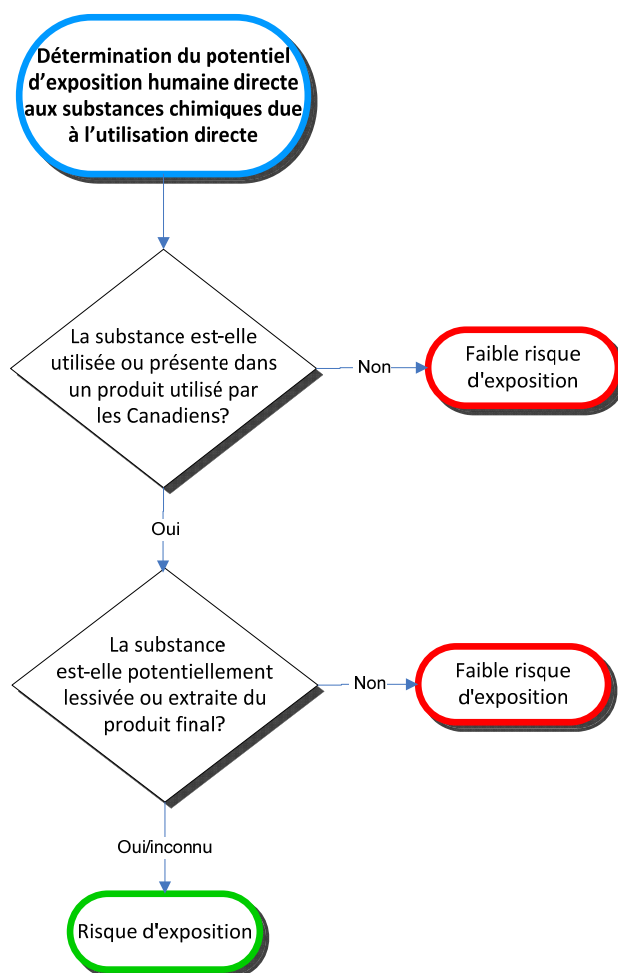 Détermination du potentiel
d'exposition humaine directe
aux substances chimiques due
à l'utilisation directe
La substance est-elle
utilisée ou présente dans
un produit utilisé par
les Canadiens?
Non
Faible risque
d'exposition
Oui
La substance
est-elle potentiellement
lessivée ou extraite du
produit final?
Non
Faible risque
d'exposition
Oui/inconnu
Risque d'exposition